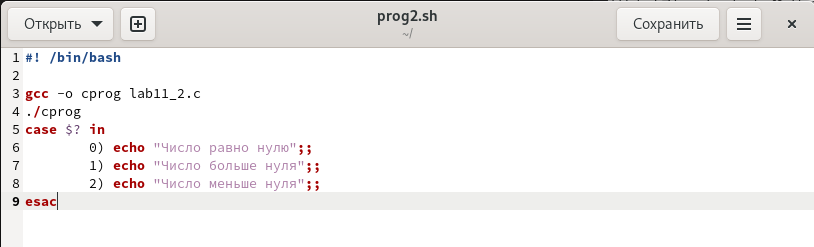 Открыть
prog2.sh
~/
Сохранить
1 #! /bin/bash
2
3 gcc -o cprog lab11_2.c
4 ./cprog
5 case $? in
6         0) echo "Число равно нулю";;
7         1) echo "Число больше нуля";;
8         2) echo "Число меньше нуля";;
9 esac